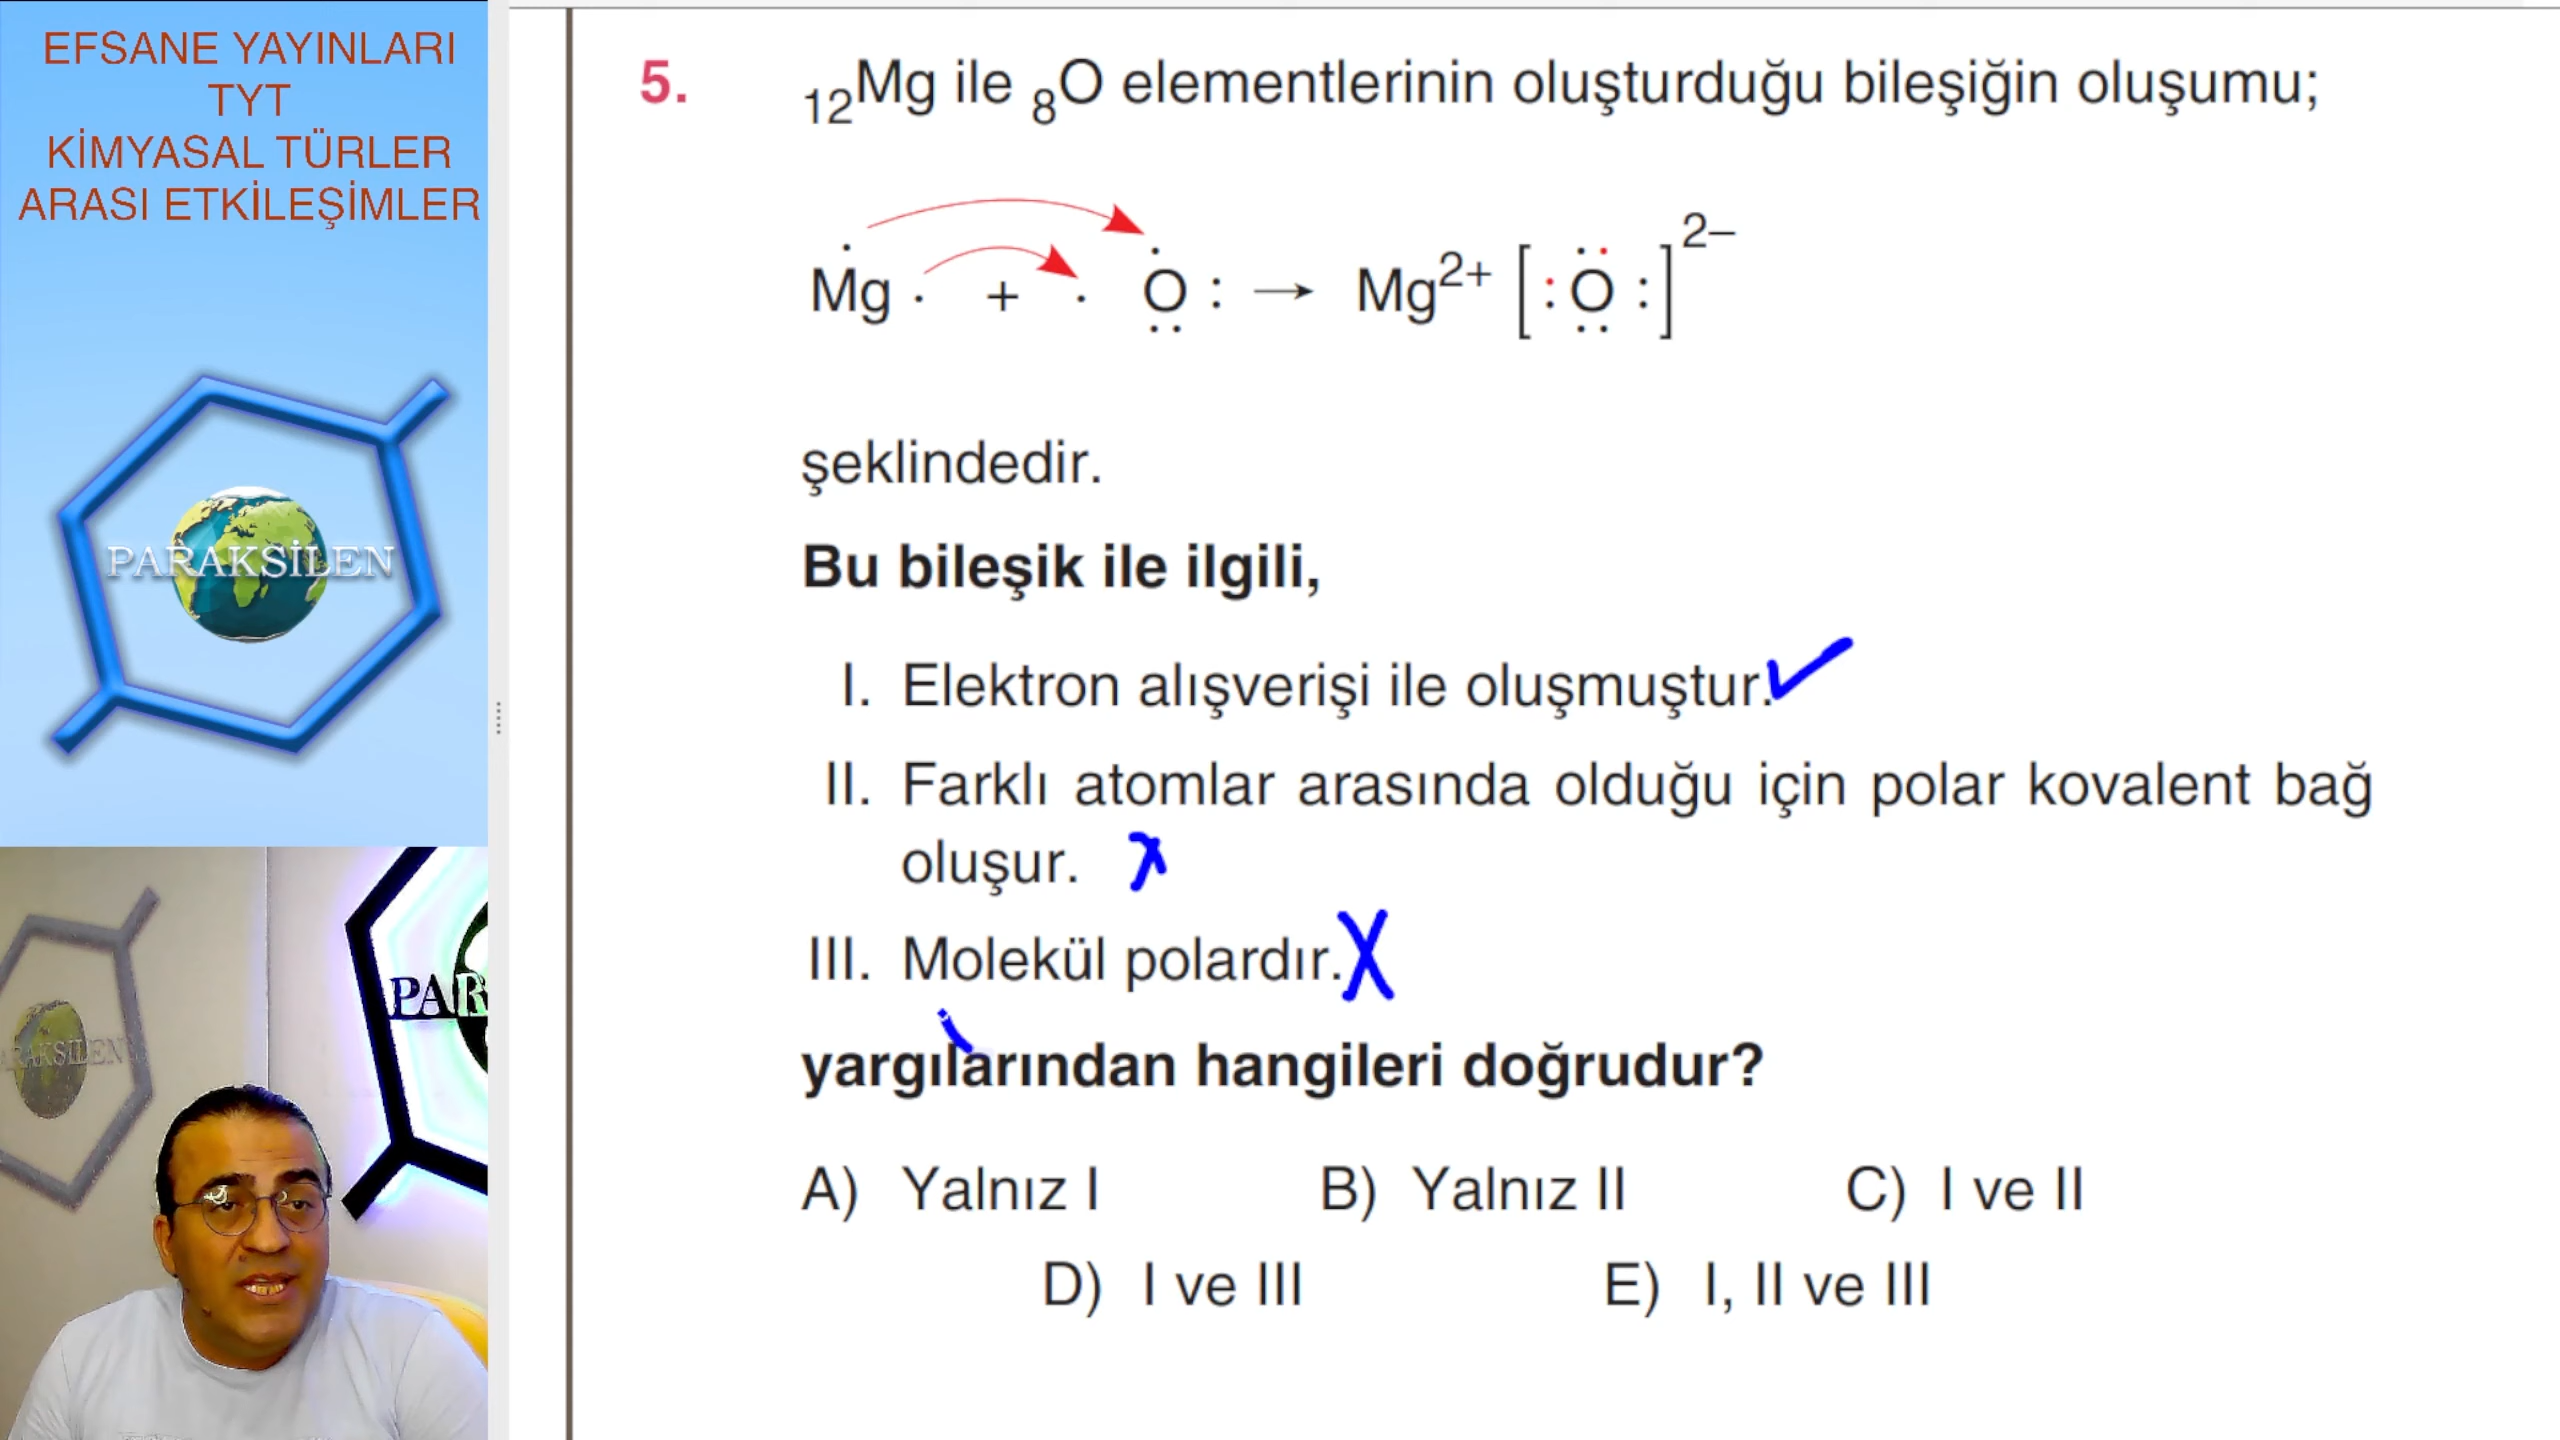 EFSANE YAYINLARI
TYT
KİMYASAL TÜRLER
ARASI ETKİLEŞİMLER
PARAKSİLEN
PARAKSİLEN
PAR
5. ₁₂Mg ile ₈O elementlerinin oluşturduğu bileşiğin oluşumu;
Mg + O → Mg²⁺ [O]²⁻
şeklindedir.
Bu bileşik ile ilgili,
I. Elektron alışverişi ile oluşmuştur.
II. Farklı atomlar arasında olduğu için polar kovalent bağ
oluşur.
III. Molekül polardır.
yargılarından hangileri doğrudur?
A) Yalnız I B) Yalnız II C) I ve II
D) I ve III E) I, II ve III